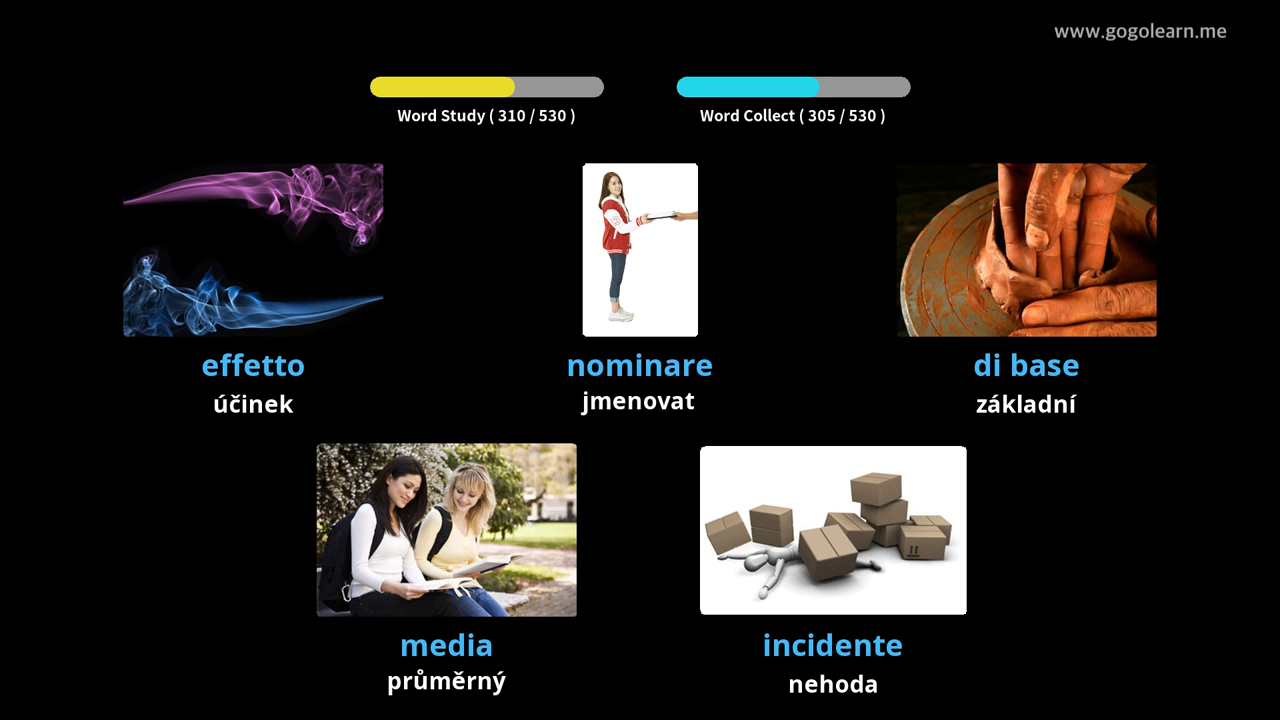 www.gogolearn.me
Word Study ( 310 / 530 )
Word Collect ( 305 / 530 )
effetto
účinek
nominare
jmenovat
di base
základní
media
průměrný
incidente
nehoda